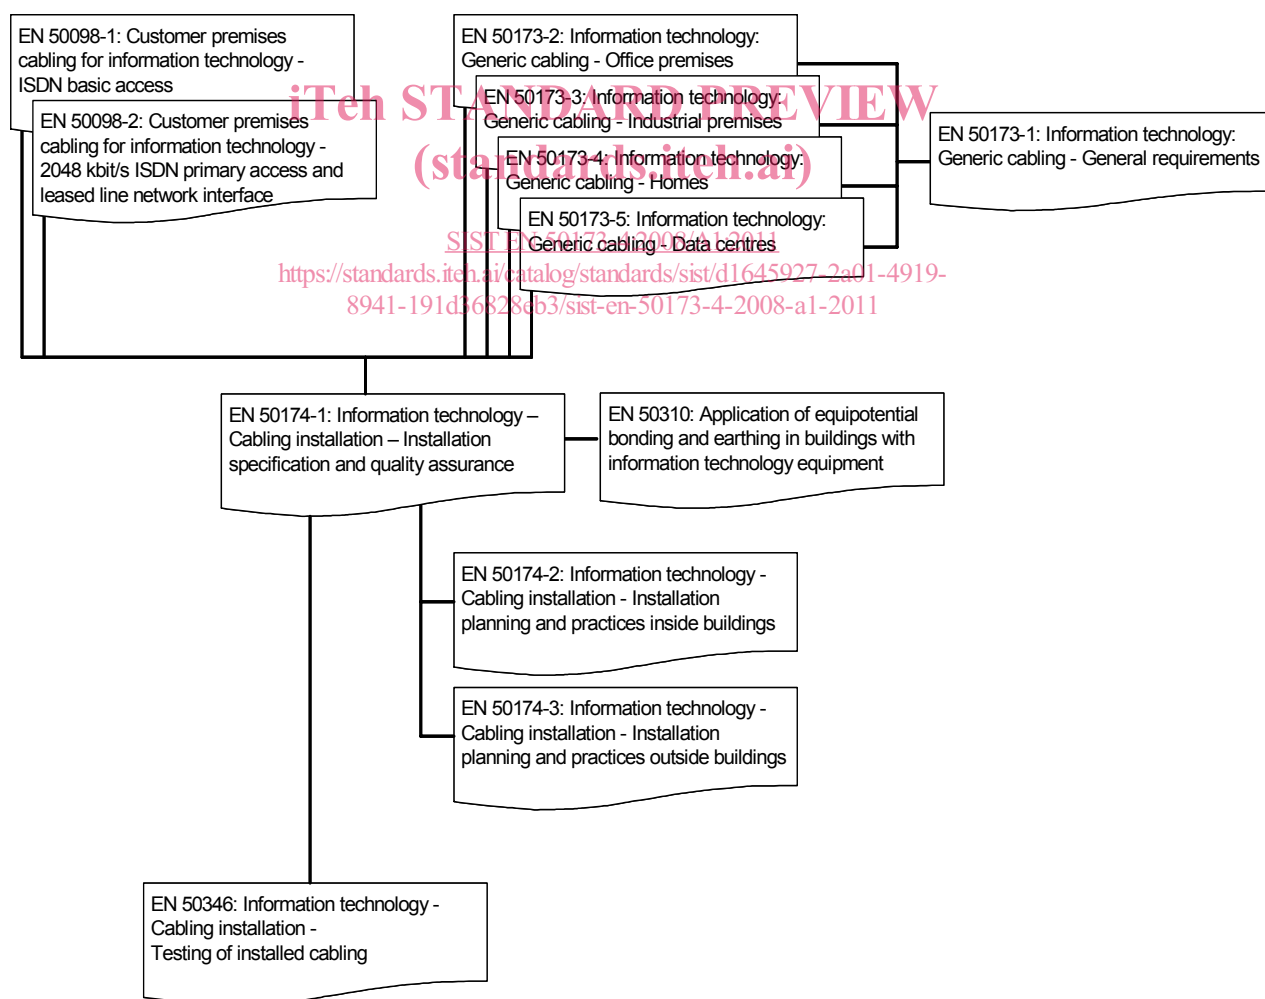 EN 50098-1: Customer premises
cabling for information technology -
ISDN basic access
EN 50098-2: Customer premises
cabling for information technology -
2048 kbit/s ISDN primary access and
leased line network interface
EN 50173-2: Information technology:
Generic cabling - Office premises
EN 50173-3: Information technology:
Generic cabling - Industrial premises
EN 50173-4: Information technology:
Generic cabling - Homes
EN 50173-5: Information technology:
Generic cabling - Data centres
EN 50173-1: Information technology:
Generic cabling - General requirements
iTeh STANDARD PREVIEW
(standards.iteh.ai)
SIST EN 50173-4:2008/A1:2011
https://standards.iteh.ai/catalog/standards/sist/d1645927-2a01-4919-
8941-191d36828eb3/sist-en-50173-4-2008-a1-2011
EN 50174-1: Information technology –
Cabling installation – Installation
specification and quality assurance
EN 50310: Application of equipotential
bonding and earthing in buildings with
information technology equipment
EN 50174-2: Information technology -
Cabling installation - Installation
planning and practices inside buildings
EN 50174-3: Information technology -
Cabling installation - Installation
planning and practices outside buildings
EN 50346: Information technology -
Cabling installation -
Testing of installed cabling